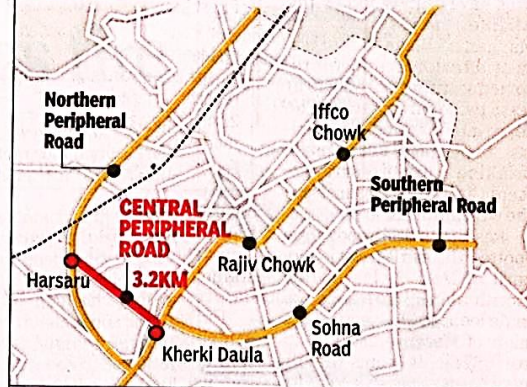 Northern
Peripheral
Road
Iffco
Chowk
Southern
Peripheral Road
CENTRAL
PERIPHERAL
ROAD
3.2KM
Harsaru
Rajiv Chowk
Sohna
Road
Kherki Daula